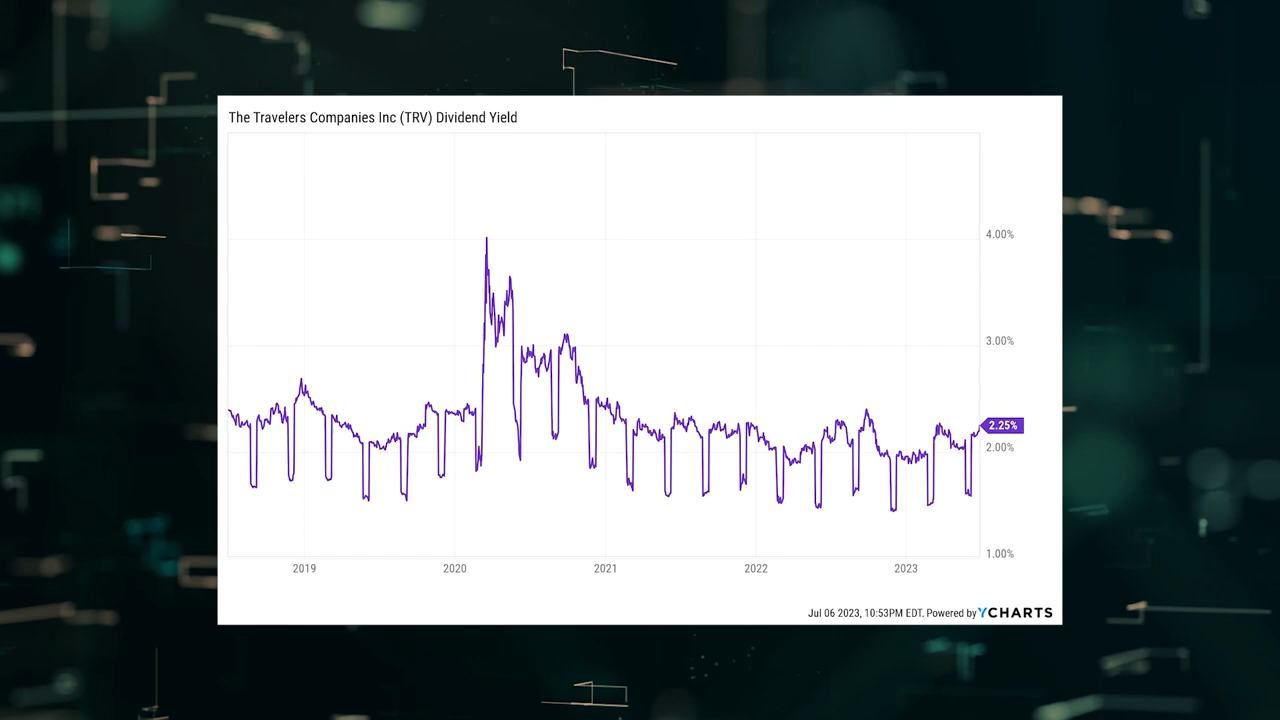 The Travelers Companies Inc (TRV) Dividend Yield
4.00%
3.00%
2.25%
2.00%
1.00%
2019 2020 2021 2022 2023
Jul 06 2023, 10:53PM EDT. Powered by YCHARTS